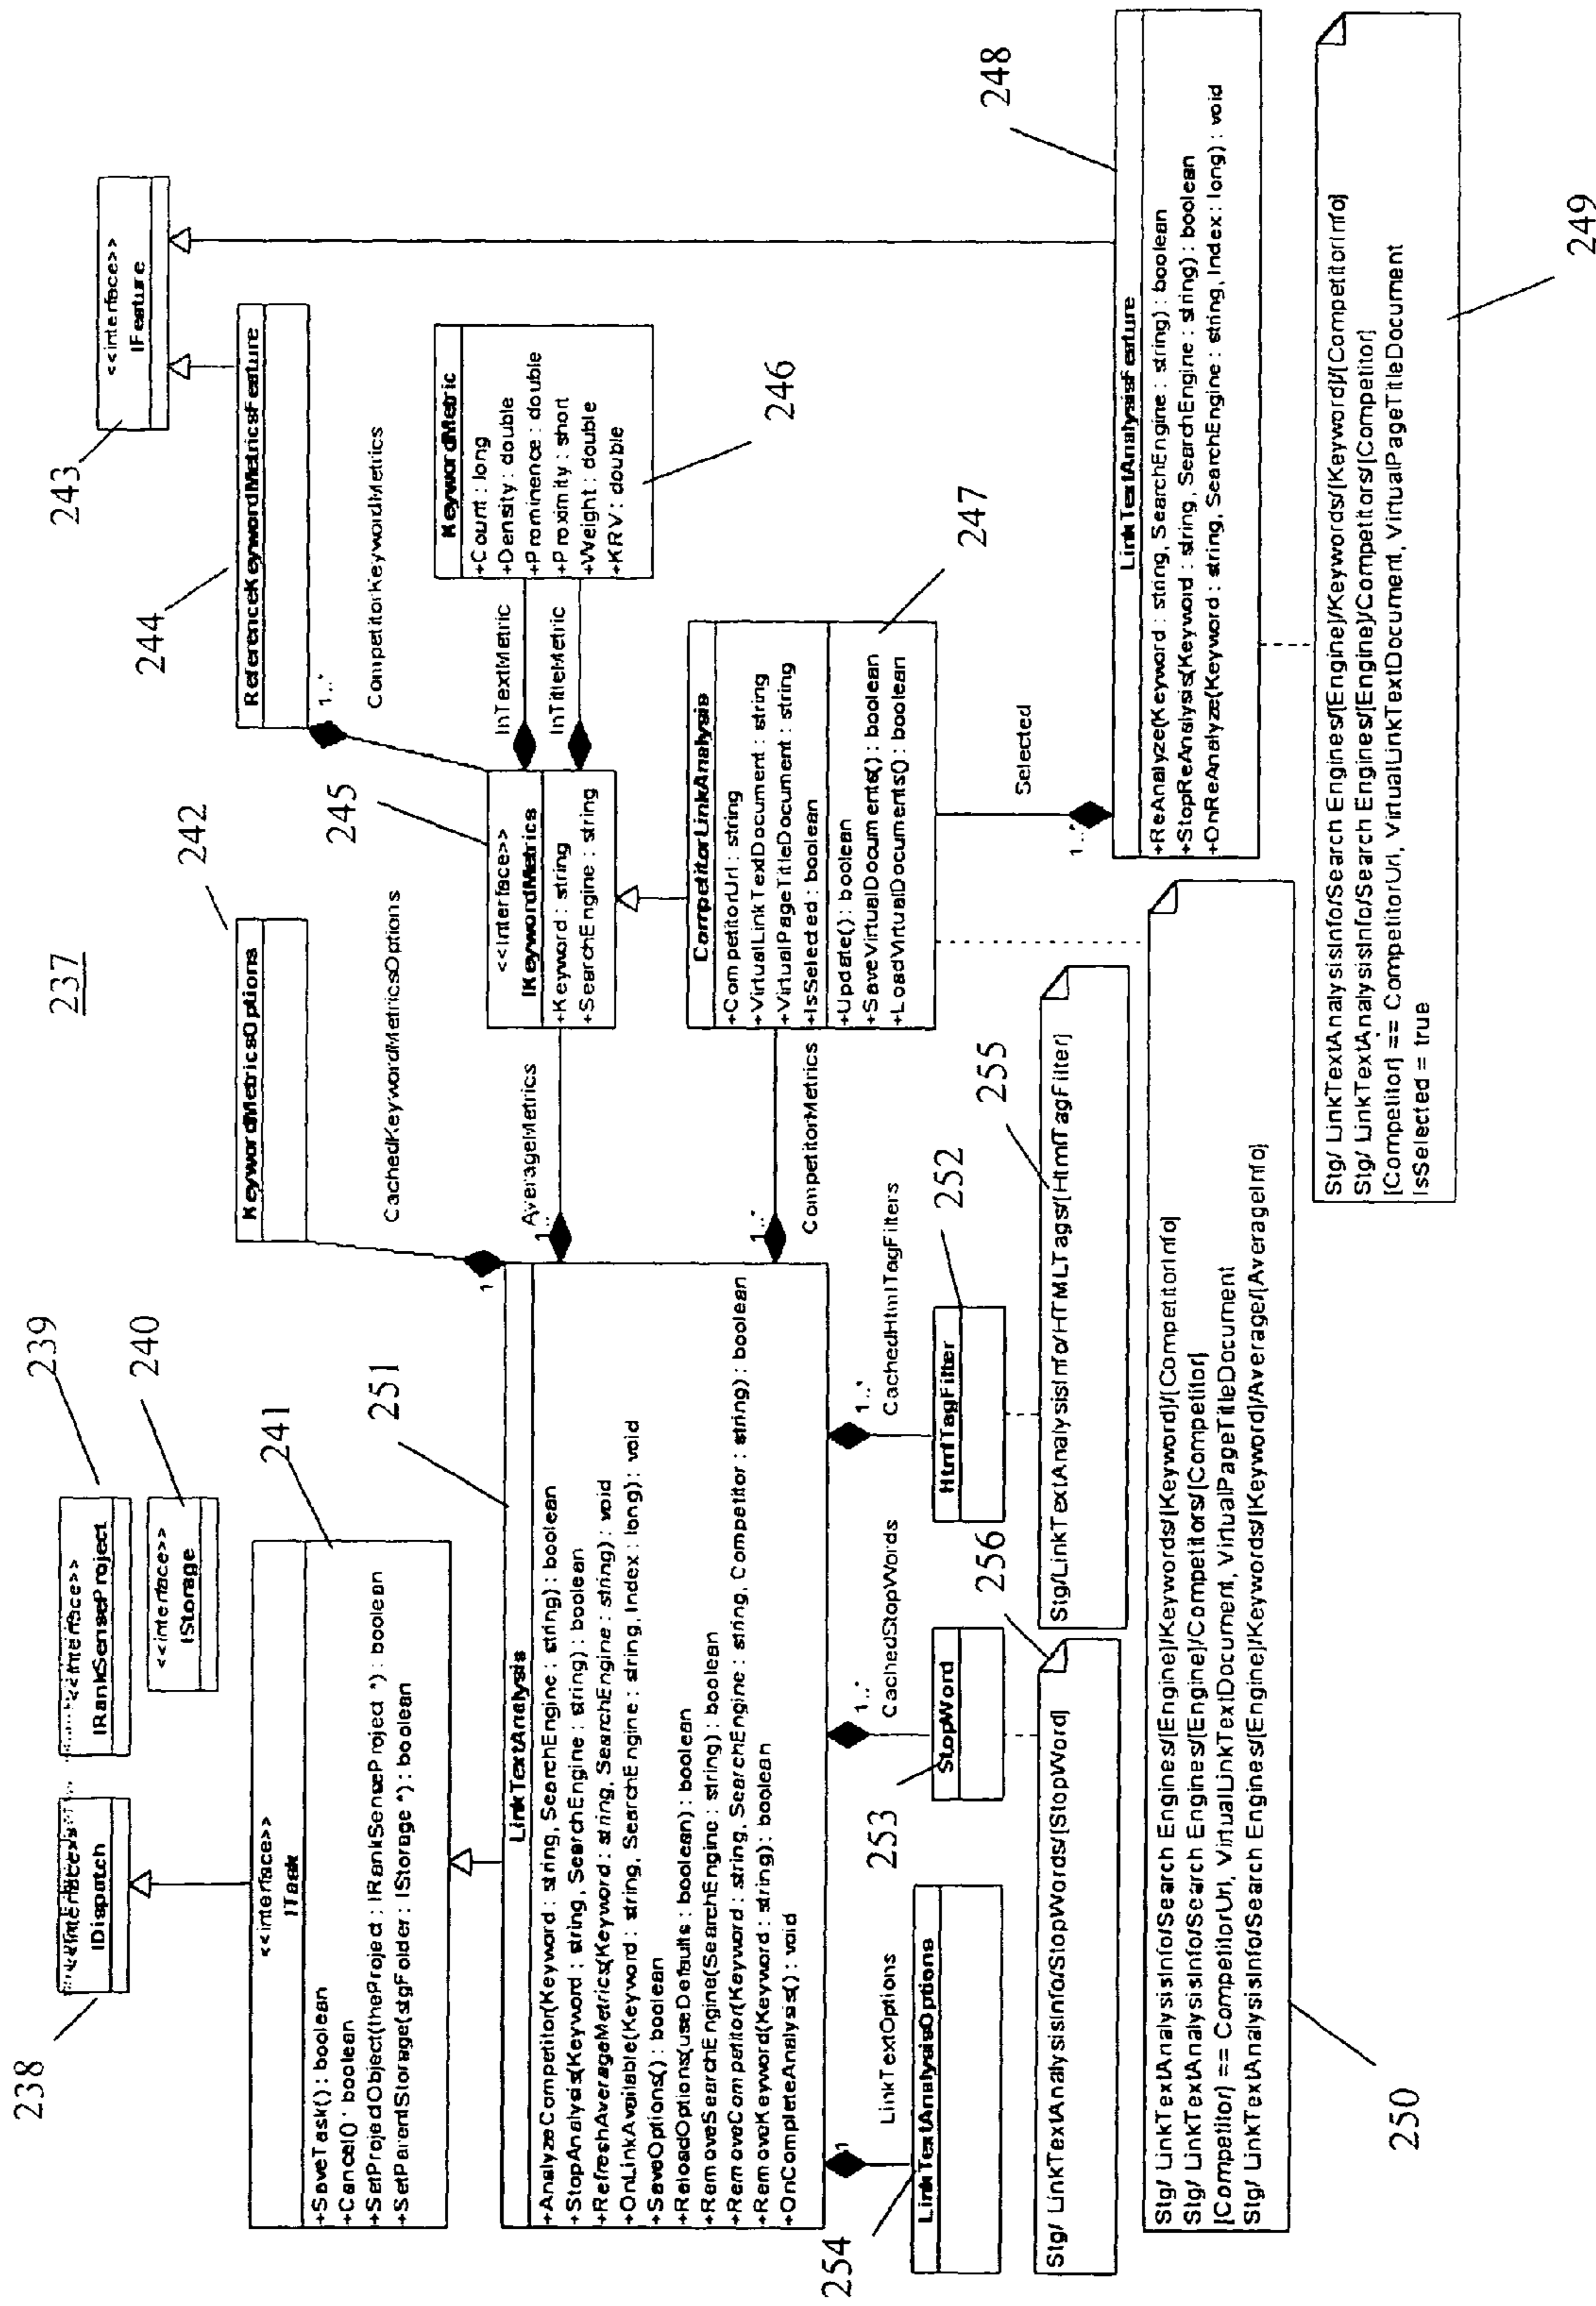 237
238
<<interface>>
IDispatch
239
<<interface>>
IRankSenseProject
240
<<interface>>
IStorage
241
<<interface>>
ITask
+SaveTask() : boolean
+Cancel() : boolean
+SetProjectObject(theProject : IRankSenseProject *) : boolean
+SetParentStorage(stgFolder : IStorage *) : boolean
251
LinkTextAnalysis
+AnalyzeCompetitor(Keyword : string, SearchEngine : string) : boolean
+StopAnalysis(Keyword : string, SearchEngine : string) : boolean
+RefreshAverageMetrics(Keyword : string, SearchEngine : string) : void
+OnLinkAvailable(Keyword : string, SearchEngine : string, Index : long) : void
+SaveOptions() : boolean
+ReloadOptions(useDefaults : boolean) : boolean
+RemoveSearchEngine(SearchEngine : string) : boolean
+RemoveCompetitor(Keyword : string, SearchEngine : string, Competitor : string) : boolean
+RemoveKeyword(Keyword : string) : boolean
+OnCompleteAnalysis() : void
242
KeywordMetricsOptions
CachedKeywordMetricsOptions
1
AverageMetrics
1..*
CompetitorMetrics
1..*
243
<<interface>>
IFeature
244
ReferenceKeywordMetricsFeature
1..*
CompetitorKeywordMetrics
245
<<Interface>>
IKeywordMetrics
+Keyword : string
+SearchEngine : string
InTextMetric
InTitleMetric
KeywordMetric
+Count : long
+Density : double
+Prominence : double
+Proximity : short
+Weight : double
+KRV : double
246
247
CompetitorLinkAnalysis
+CompetitorUrl : string
+VirtualLinkTextDocument : string
+VirtualPageTitleDocument : string
+IsSelected : boolean
+Update() : boolean
+SaveVirtualDocuments() : boolean
+LoadVirtualDocuments() : boolean
Selected
1..*
248
LinkTextAnalysisFeature
+ReAnalyze(Keyword : string, SearchEngine : string) : boolean
+StopReAnalysis(Keyword : string, SearchEngine : string) : boolean
+OnReAnalyze(Keyword : string, SearchEngine : string, Index : long) : void
Stg/ LinkTextAnalysisInfo/Search Engines/[Engine]/Keywords/[Keyword]/[CompetitorInfo]
Stg/ LinkTextAnalysisInfo/Search Engines/[Engine]/Competitors/[Competitor]
[Competitor] == CompetitorUrl, VirtualLinkTextDocument, VirtualPageTitleDocument
IsSelected = true
249
254
1
LinkTextOptions
LinkTextAnalysisOptions
253
1..*
CachedStopWords
StopWord
256
Stg/ LinkTextAnalysisInfo/StopWords/[StopWord]
1..*
CachedHtmlTagFilters
252
HtmlTagFilter
255
Stg/LinkTextAnalysisInfo/HTMLTags/[HtmlTagFilter]
Stg/ LinkTextAnalysisInfo/Search Engines/[Engine]/Keywords/[Keyword]/[CompetitorInfo]
Stg/ LinkTextAnalysisInfo/Search Engines/[Engine]/Competitors/[Competitor]
[Competitor] == CompetitorUrl, VirtualLinkTextDocument, VirtualPageTitleDocument
Stg/ LinkTextAnalysisInfo/Search Engines/[Engine]/Keywords/[Keyword]/Average/[AverageInfo]
250